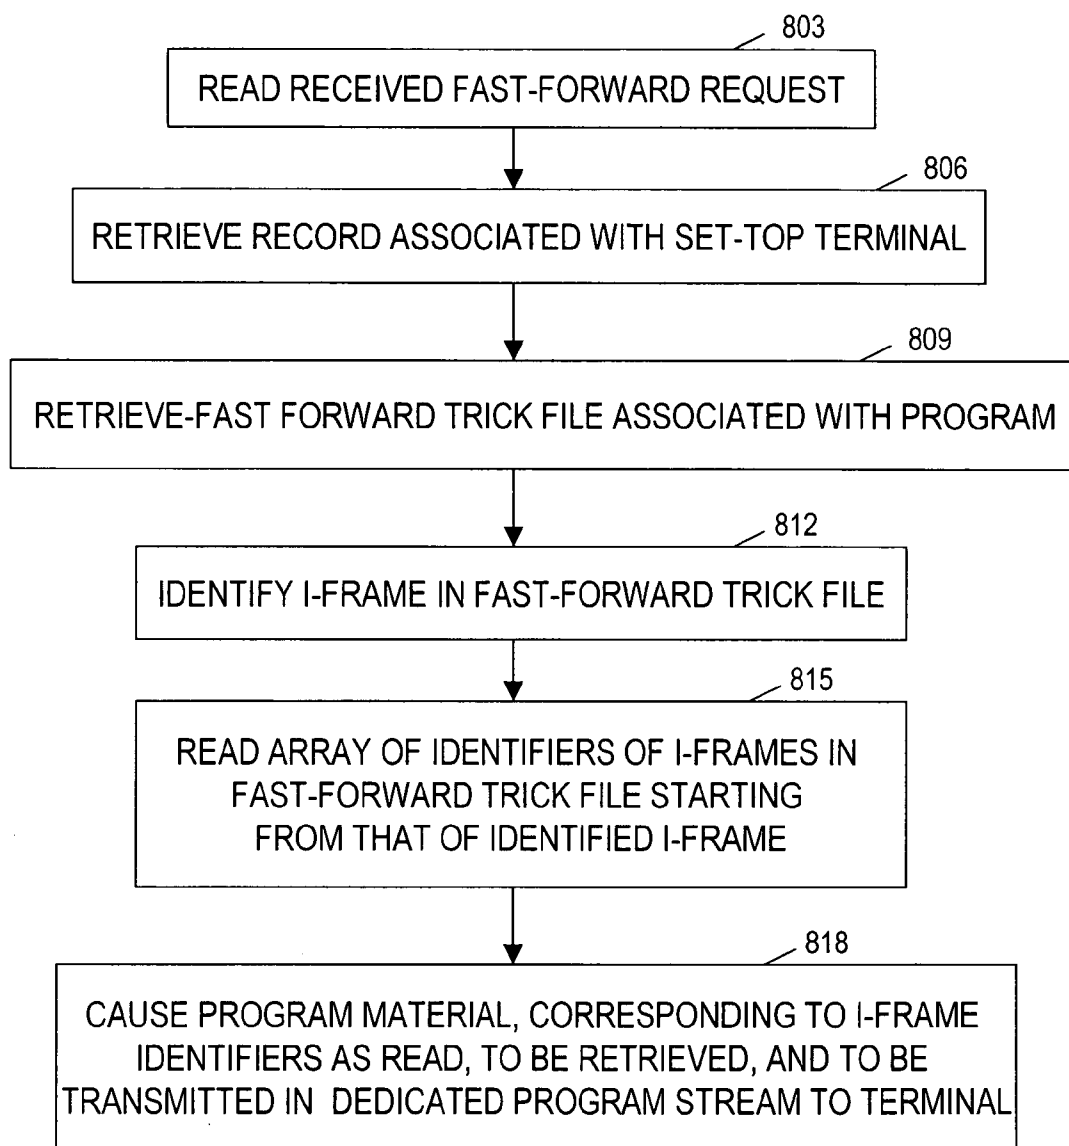 803
READ RECEIVED FAST-FORWARD REQUEST
806
RETRIEVE RECORD ASSOCIATED WITH SET-TOP TERMINAL
809
RETRIEVE-FAST FORWARD TRICK FILE ASSOCIATED WITH PROGRAM
812
IDENTIFY I-FRAME IN FAST-FORWARD TRICK FILE
815
READ ARRAY OF IDENTIFIERS OF I-FRAMES IN
FAST-FORWARD TRICK FILE STARTING
FROM THAT OF IDENTIFIED I-FRAME
818
CAUSE PROGRAM MATERIAL, CORRESPONDING TO I-FRAME
IDENTIFIERS AS READ, TO BE RETRIEVED, AND TO BE
TRANSMITTED IN DEDICATED PROGRAM STREAM TO TERMINAL